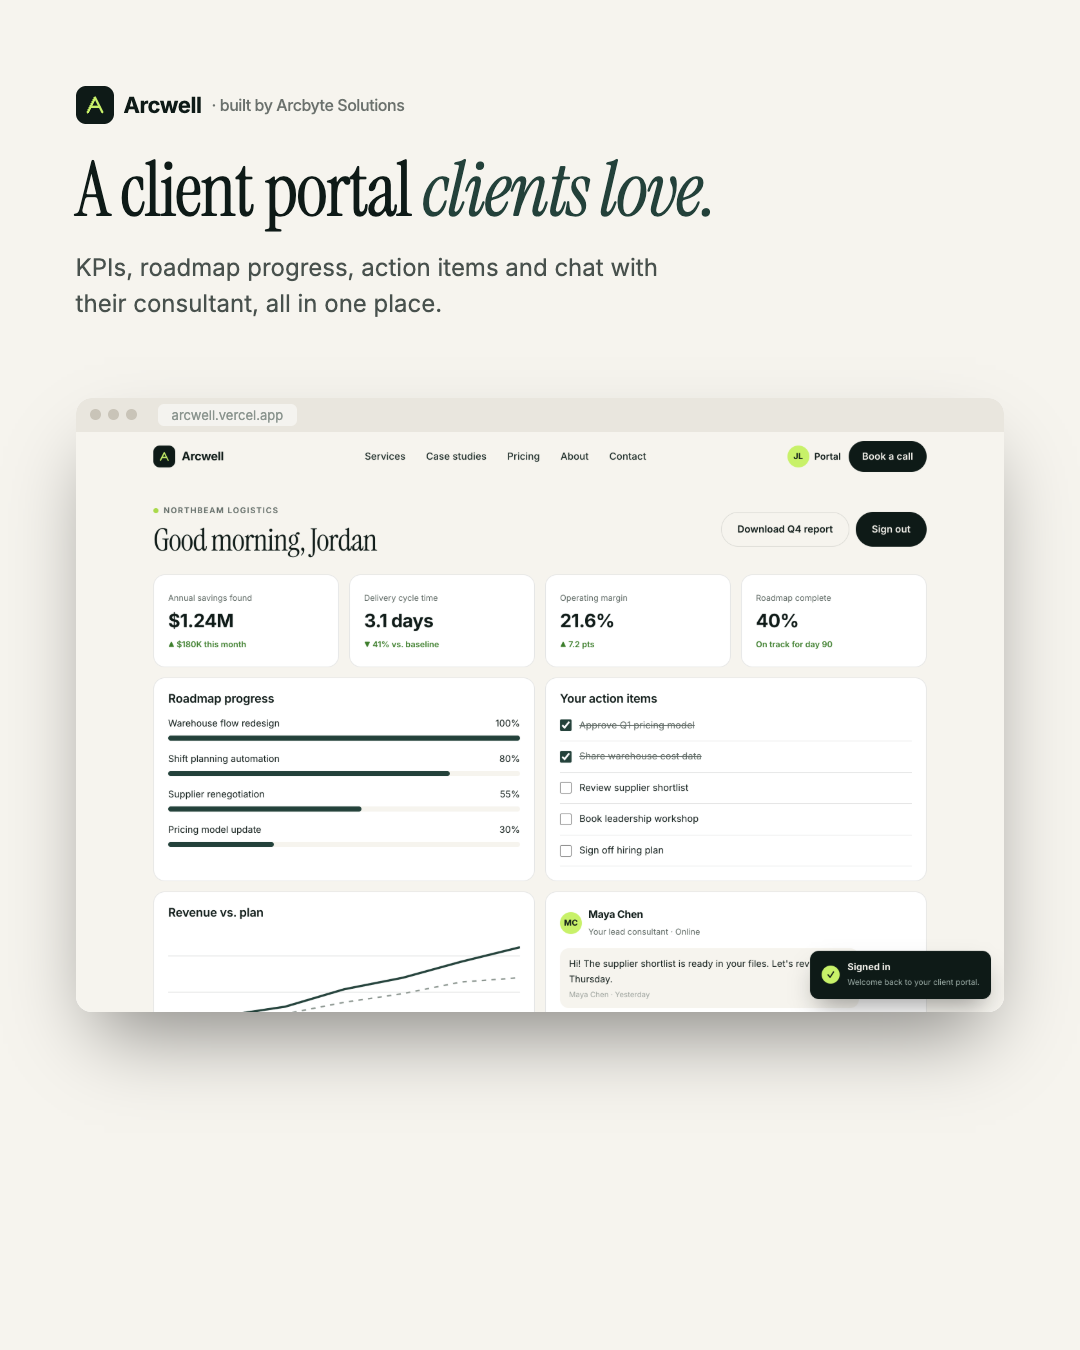 Arcwell · built by Arcbyte Solutions
A client portal clients love.
KPIs, roadmap progress, action items and chat with
their consultant, all in one place.
arcwell.vercel.app
Arcwell
Services Case studies Pricing About Contact
JL Portal Book a call
NORTHBEAM LOGISTICS
Good morning, Jordan
Download Q4 report Sign out
Annual savings found
$1.24M
▲ $180K this month
Delivery cycle time
3.1 days
▼ 41% vs. baseline
Operating margin
21.6%
▲ 7.2 pts
Roadmap complete
40%
On track for day 90
Roadmap progress
Warehouse flow redesign 100%
Shift planning automation 80%
Supplier renegotiation 55%
Pricing model update 30%
Your action items
Approve Q1 pricing model
Share warehouse cost data
Review supplier shortlist
Book leadership workshop
Sign off hiring plan
Revenue vs. plan
MC Maya Chen
Your lead consultant · Online
Hi! The supplier shortlist is ready in your files. Let's
Thursday.
Maya Chen · Yesterday
Signed in
Welcome back to your client portal.